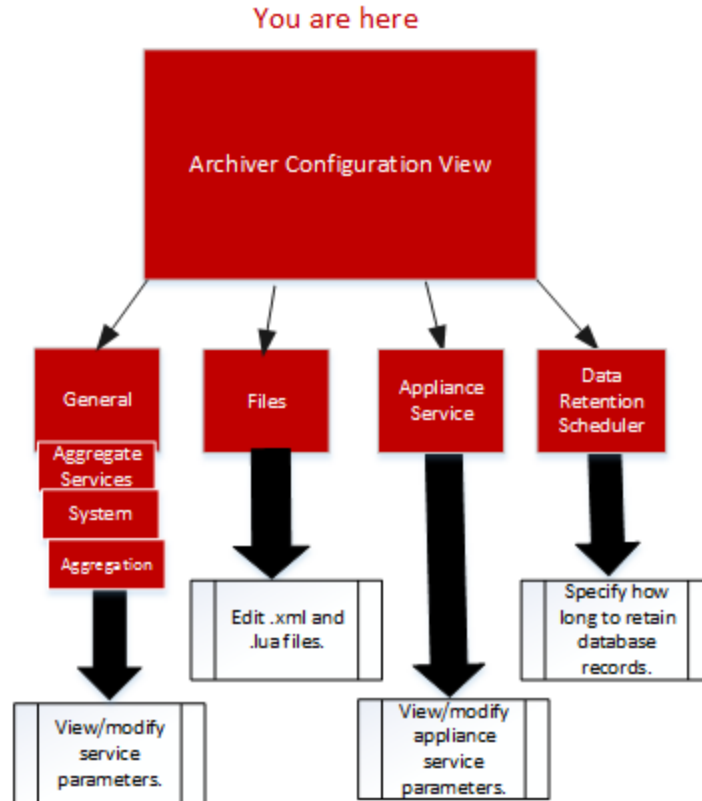 You are here
Archiver Configuration View
General
Aggregate
Services
System
Aggregation
Files
Appliance
Service
Data
Retention
Scheduler
View/modify
service
parameters.
Edit .xml and
.lua files.
View/modify
appliance
service
parameters.
Specify how
long to retain
database
records.